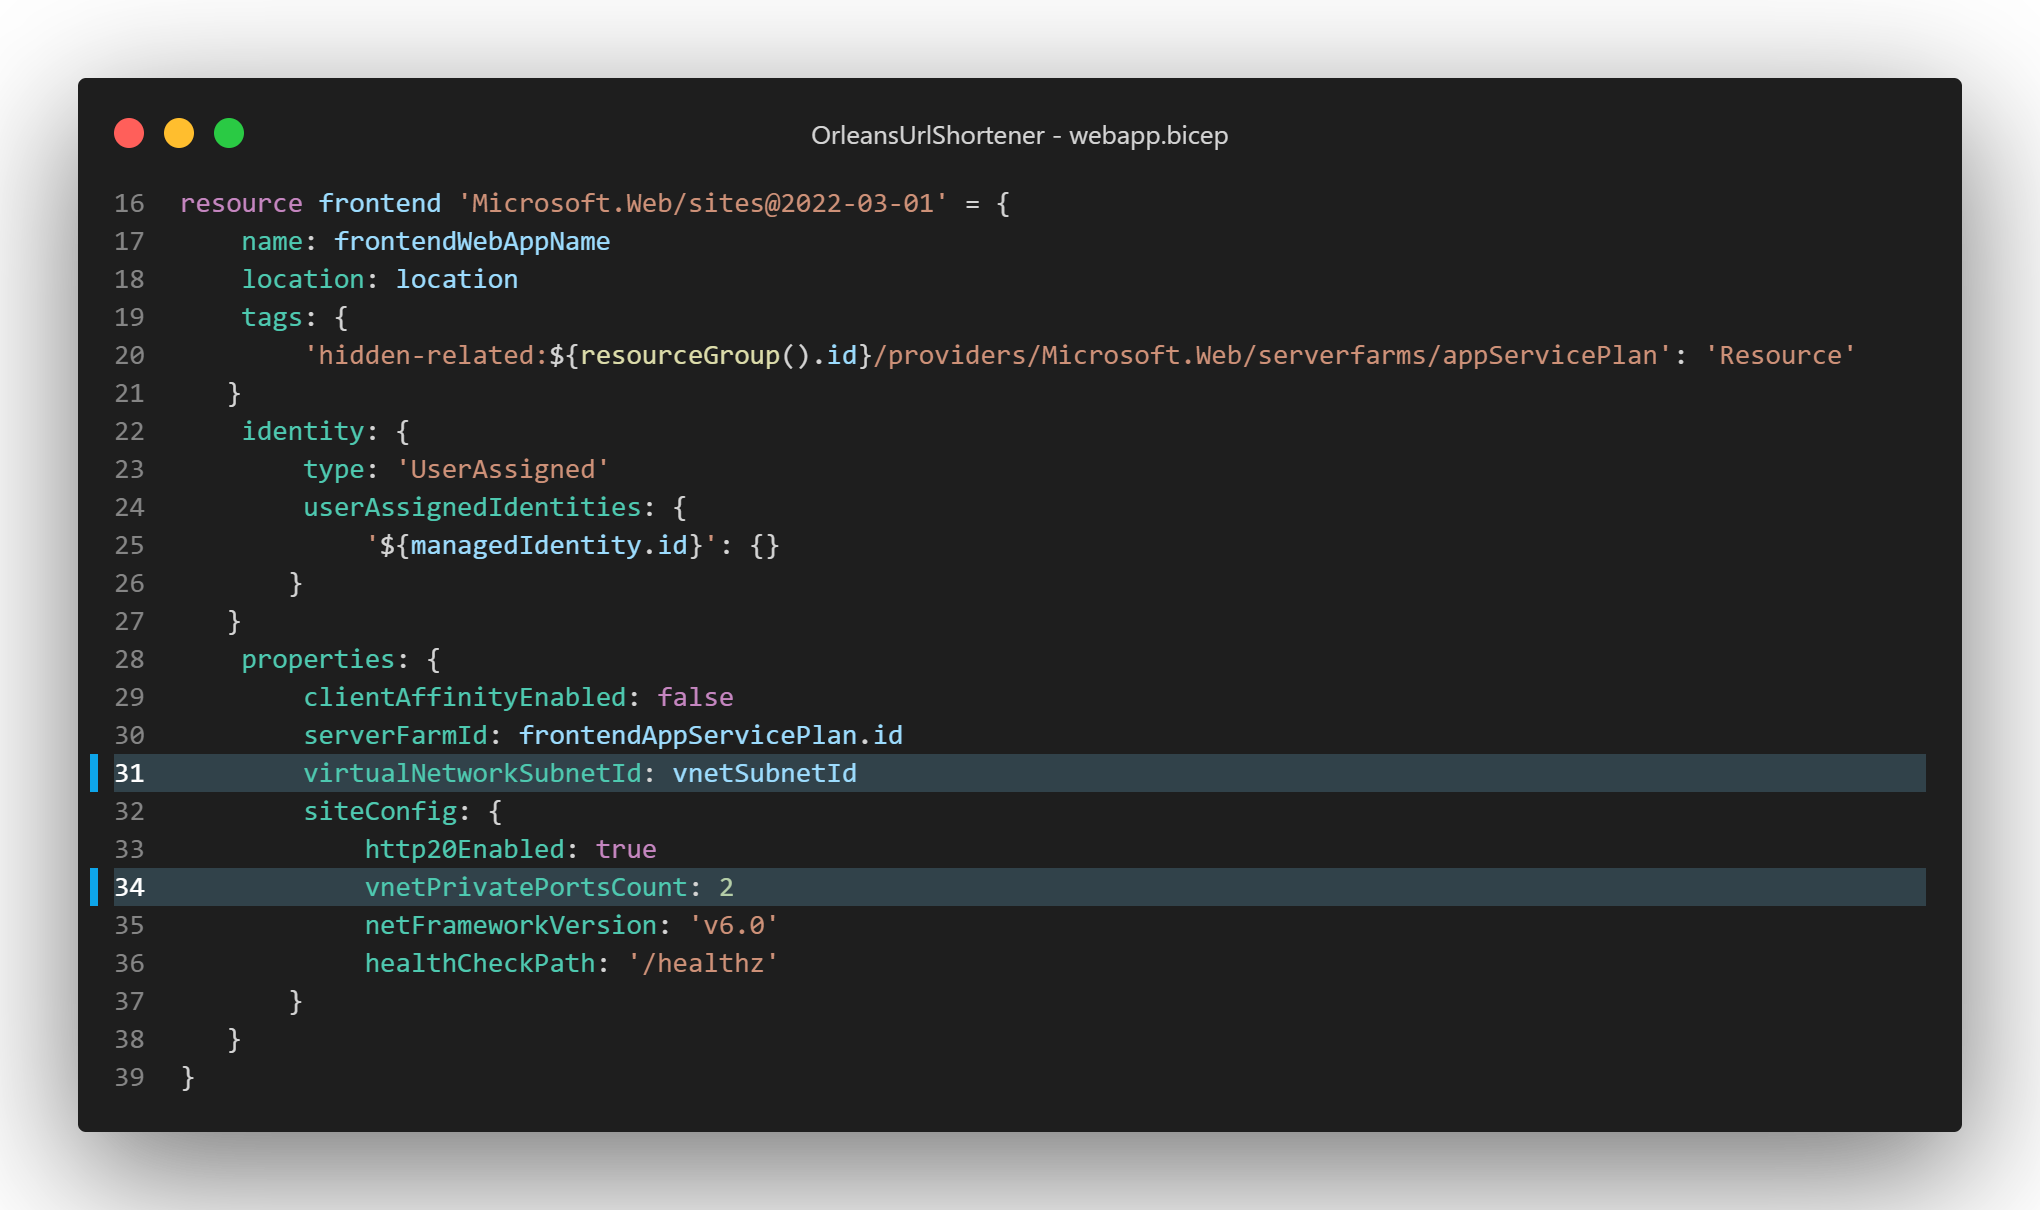 OrleansUrlShortener - webapp.bicep
16 resource frontend 'Microsoft.Web/sites@2022-03-01' = {
17     name: frontendWebAppName
18     location: location
19     tags: {
20         'hidden-related:${resourceGroup().id}/providers/Microsoft.Web/serverfarms/appServicePlan': 'Resource'
21    }
22     identity: {
23         type: 'UserAssigned'
24         userAssignedIdentities: {
25             '${managedIdentity.id}': {}
26        }
27    }
28     properties: {
29         clientAffinityEnabled: false
30         serverFarmId: frontendAppServicePlan.id
31         virtualNetworkSubnetId: vnetSubnetId
32         siteConfig: {
33             http20Enabled: true
34             vnetPrivatePortsCount: 2
35             netFrameworkVersion: 'v6.0'
36             healthCheckPath: '/healthz'
37        }
38    }
39 }